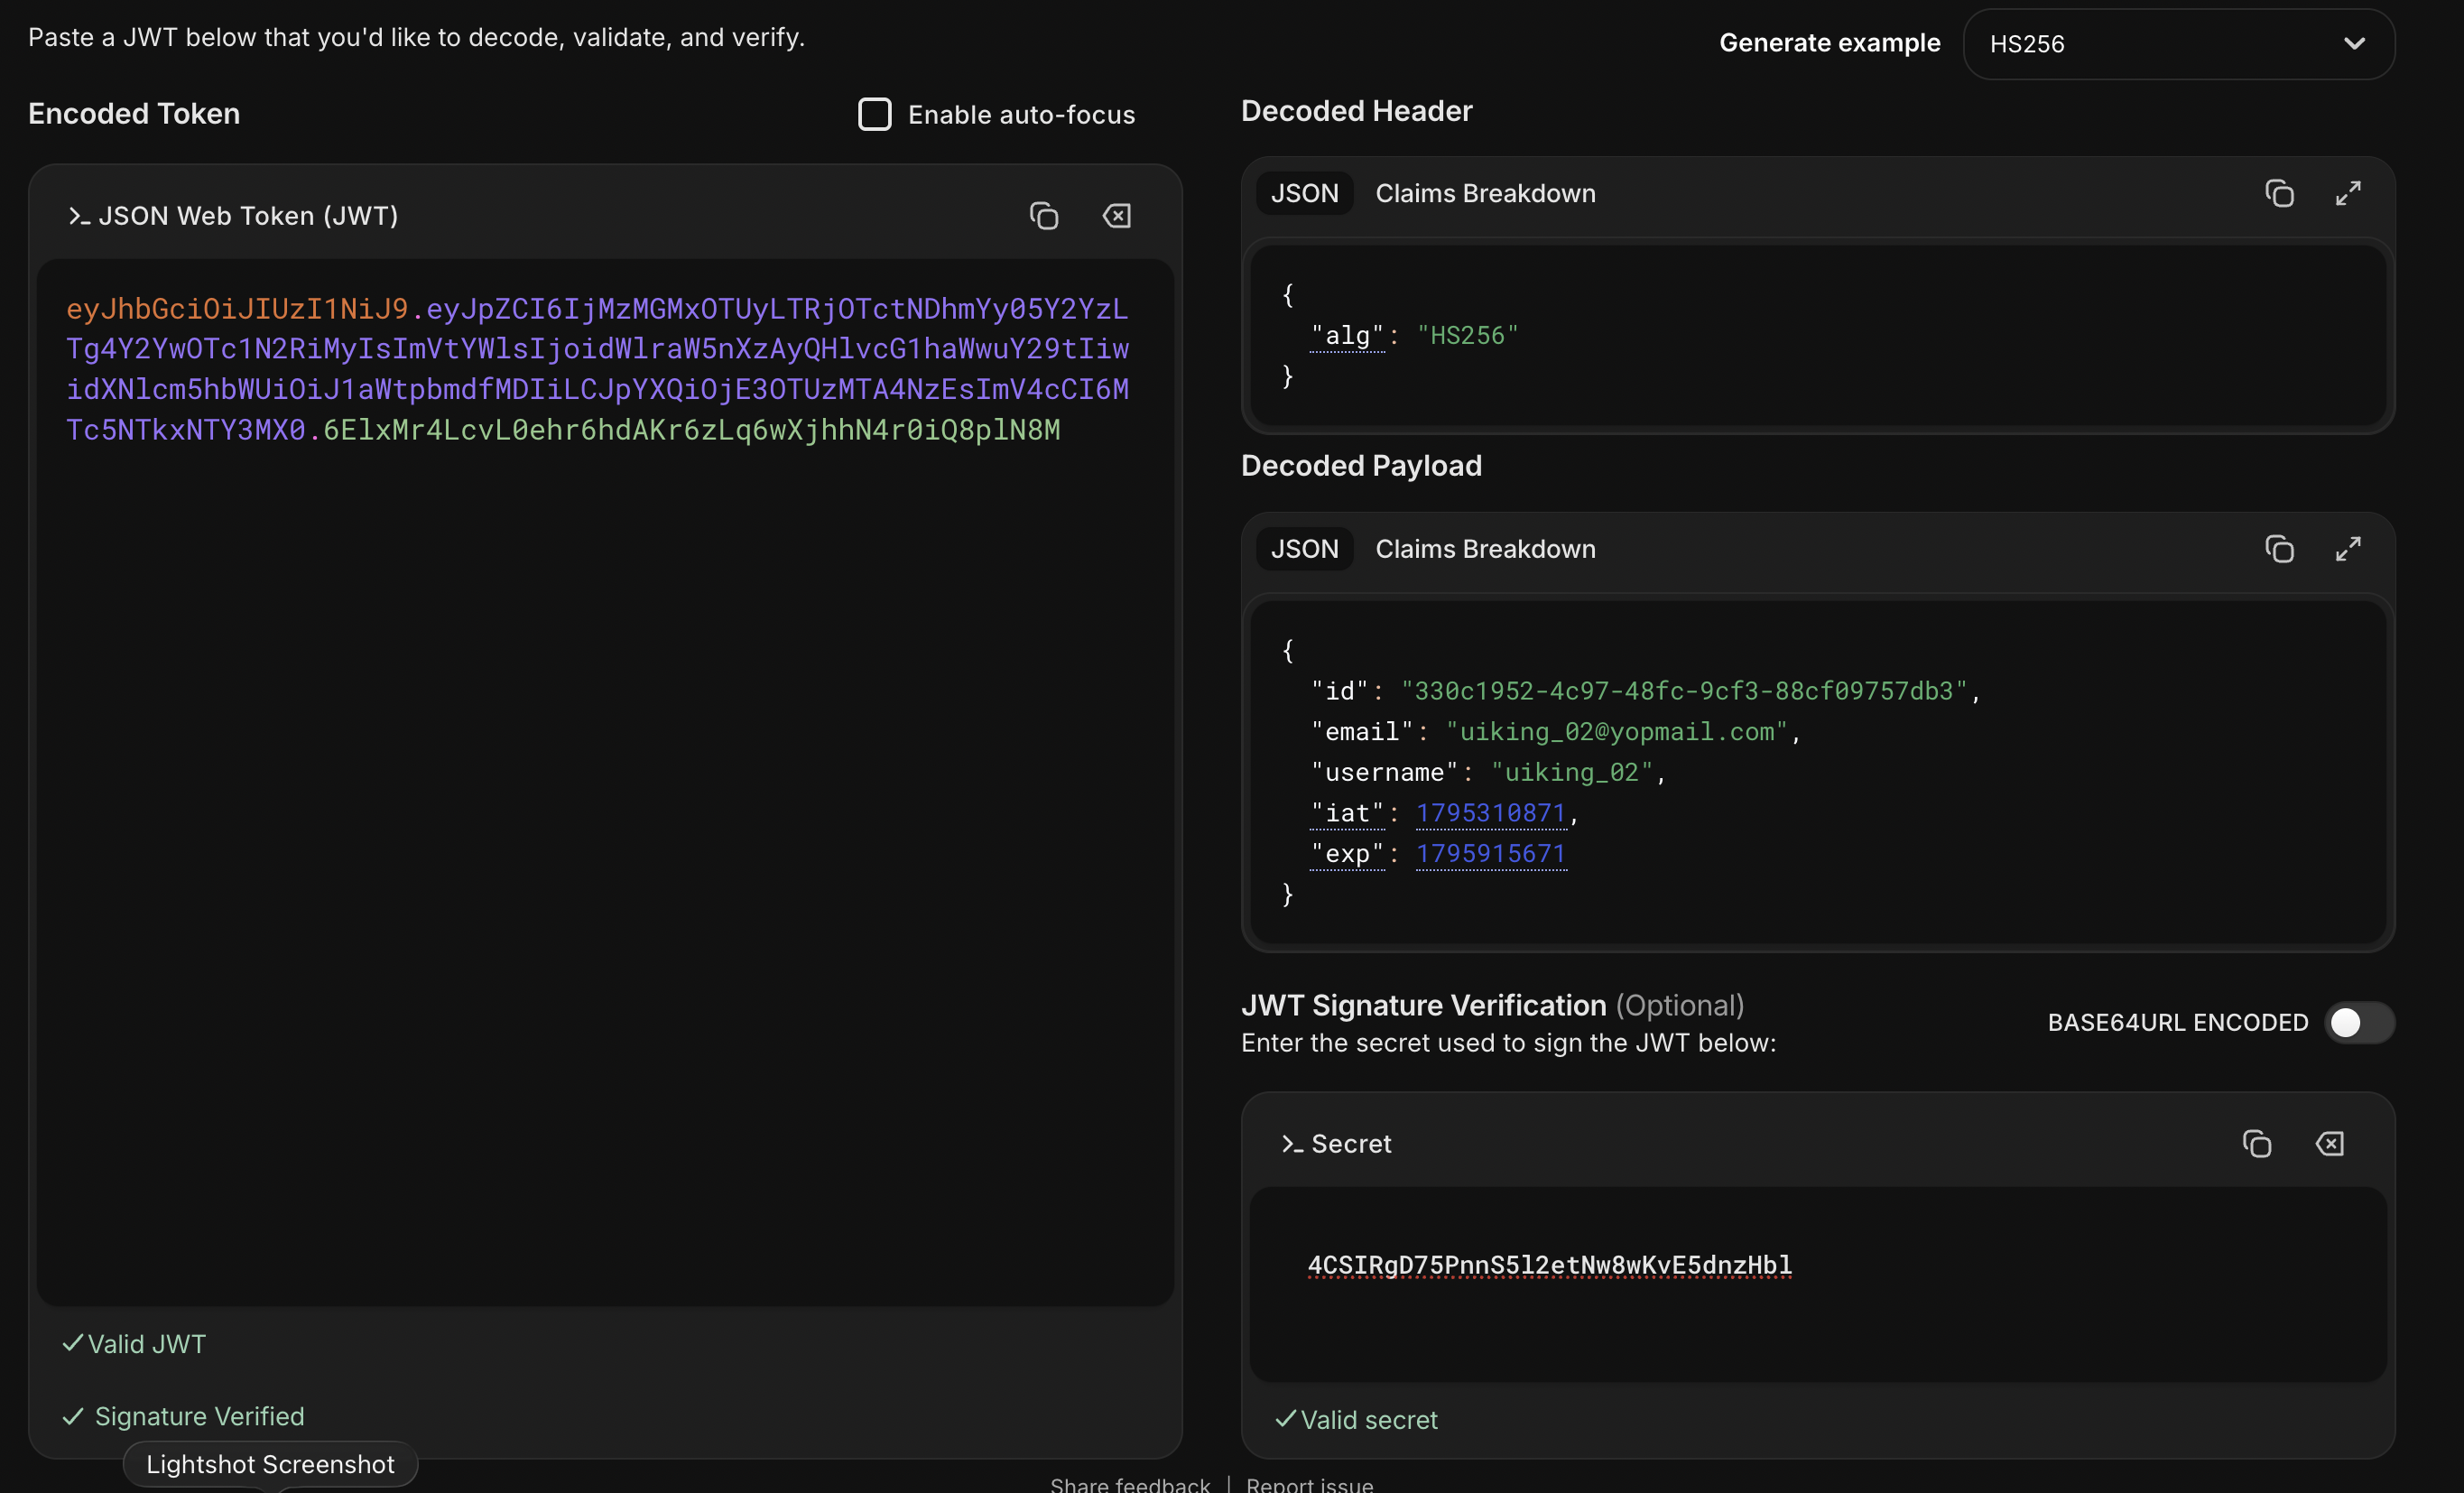 Paste a JWT below that you'd like to decode, validate, and verify.
Generate example
HS256
Encoded Token
Enable auto-focus
JSON Web Token (JWT)
eyJhbGciOiJIUzI1NiJ9.eyJpZCI6IjMzMGMxOTUyLTRjOTctNDhmYy05Y2YzL
Tg4Y2YwOTc1N2RiMyIsImVtYWlsIjoidWlraW5nXzAyQHlvcG1haWwuY29tIiw
idXNlcm5hbWUiOiJ1aWtpbmdfMDIiLCJpYXQiOjE3OTUzMTA4NzEsImV4cCI6M
Tc5NTkxNTY3MX0.6ElxMr4LcvL0ehr6hdAKr6zLq6wXjhhN4r0iQ8plN8M
Valid JWT
Signature Verified
Decoded Header
JSON Claims Breakdown
{
"alg": "HS256"
}
Decoded Payload
JSON Claims Breakdown
{
"id": "330c1952-4c97-48fc-9cf3-88cf09757db3",
"email": "uiking_02@yopmail.com",
"username": "uiking_02",
"iat": 1795310871,
"exp": 1795915671
}
JWT Signature Verification (Optional)
Enter the secret used to sign the JWT below:
BASE64URL ENCODED
Secret
4CSIRgD75PnnS5l2etNw8wKvE5dnzHbl
Valid secret
Lightshot Screenshot
Share feedback | Report issue